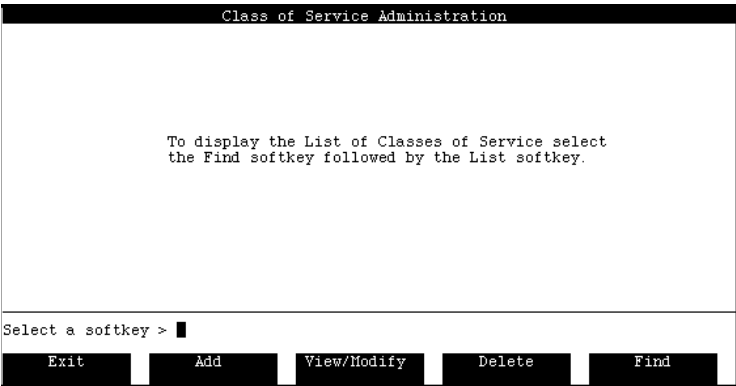 Class of Service Administration
To display the List of Classes of Service select
the Find softkey followed by the List softkey.
Select a softkey >
Exit Add View/Modify Delete Find